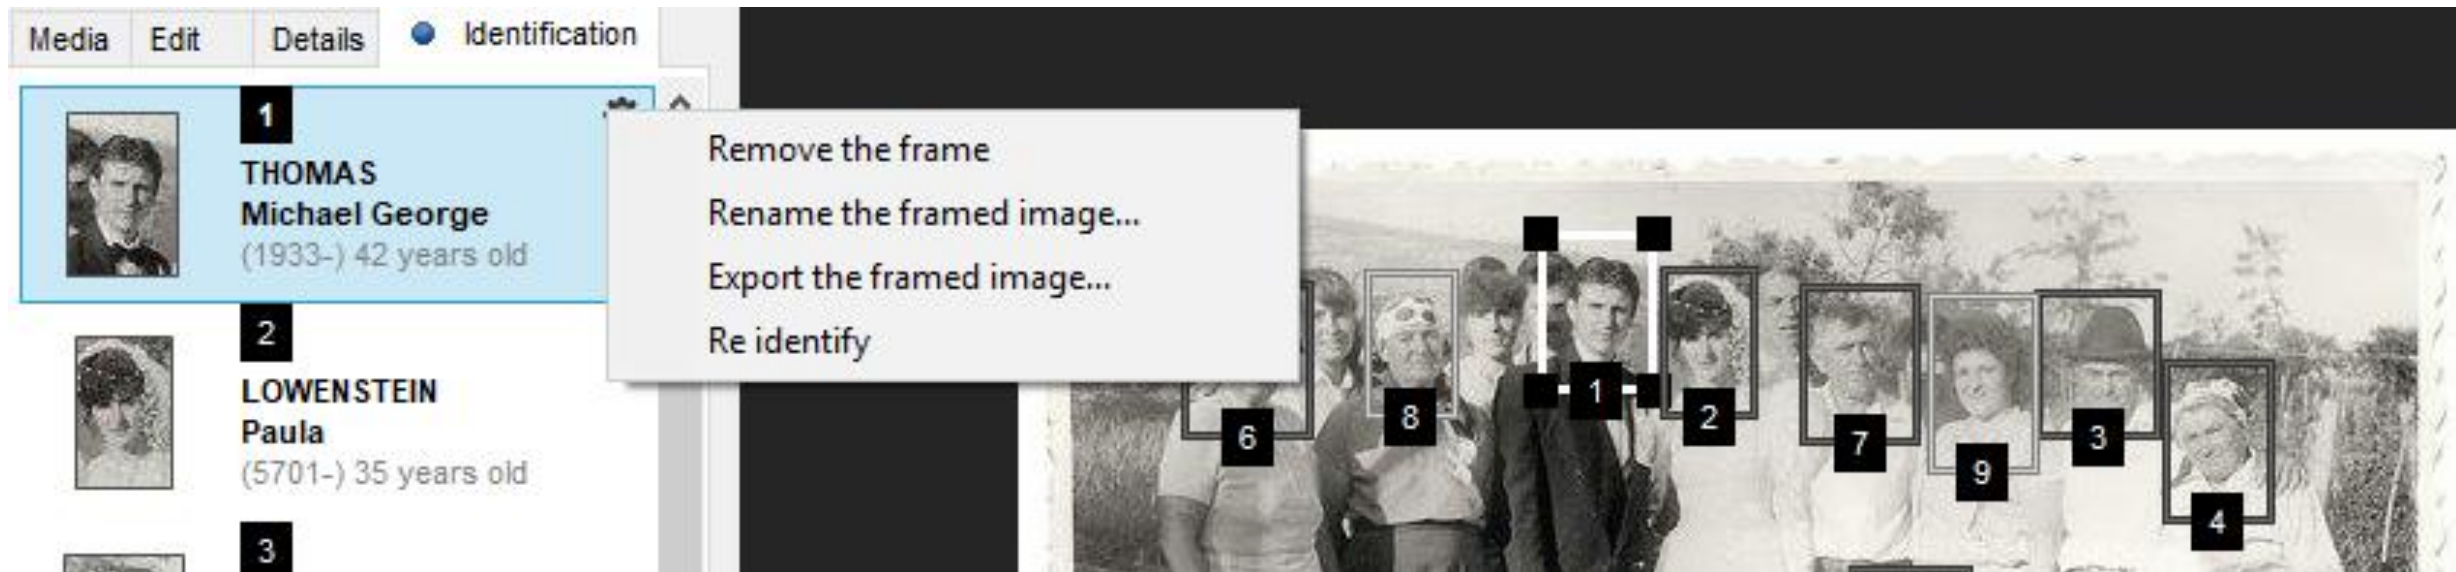 Media Edit Details Identification
1
THOMAS
Michael George
(1933-) 42 years old
2
LOWENSTEIN
Paula
(5701-) 35 years old
3
Remove the frame
Rename the framed image...
Export the framed image...
Re identify
6
8
1
2
7
9
3
4